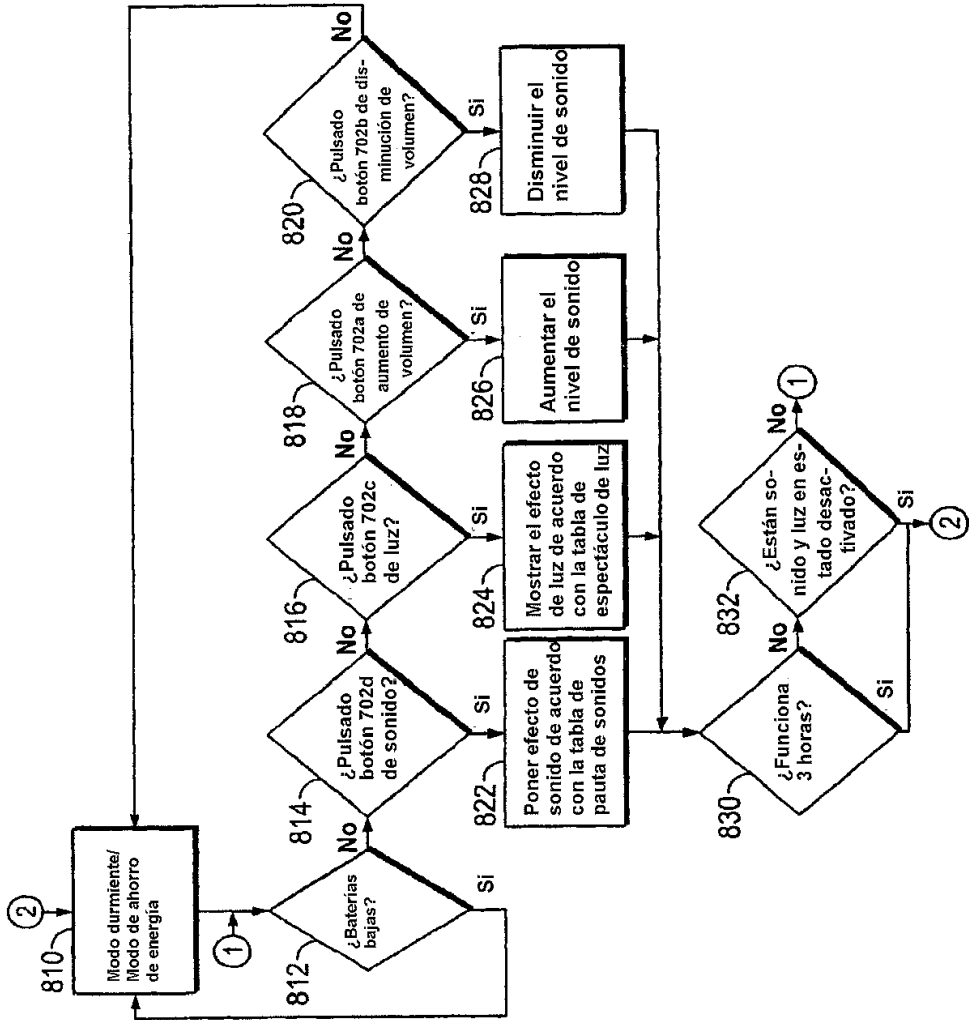 2
810
Modo durmiente/
Modo de ahorro
de energía
1
812
¿Baterías
bajas?
Si
No
814
¿Pulsado
botón 702d
de sonido?
Si
No
816
¿Pulsado
botón 702c
de luz?
Si
No
818
¿Pulsado
botón 702a de
aumento de
volumen?
Si
No
820
¿Pulsado
botón 702b de dis-
minución de
volumen?
Si
No
822
Poner efecto de
sonido de acuerdo
con la tabla de
pauta de sonidos
824
Mostrar el efecto
de luz de acuerdo
con la tabla de
espectáculo de luz
826
Aumentar el
nivel de sonido
828
Disminuir el
nivel de sonido
830
¿Funciona
3 horas?
Si
No
832
¿Están so-
nido y luz en es-
tado desac-
tivado?
No
1
Si
2